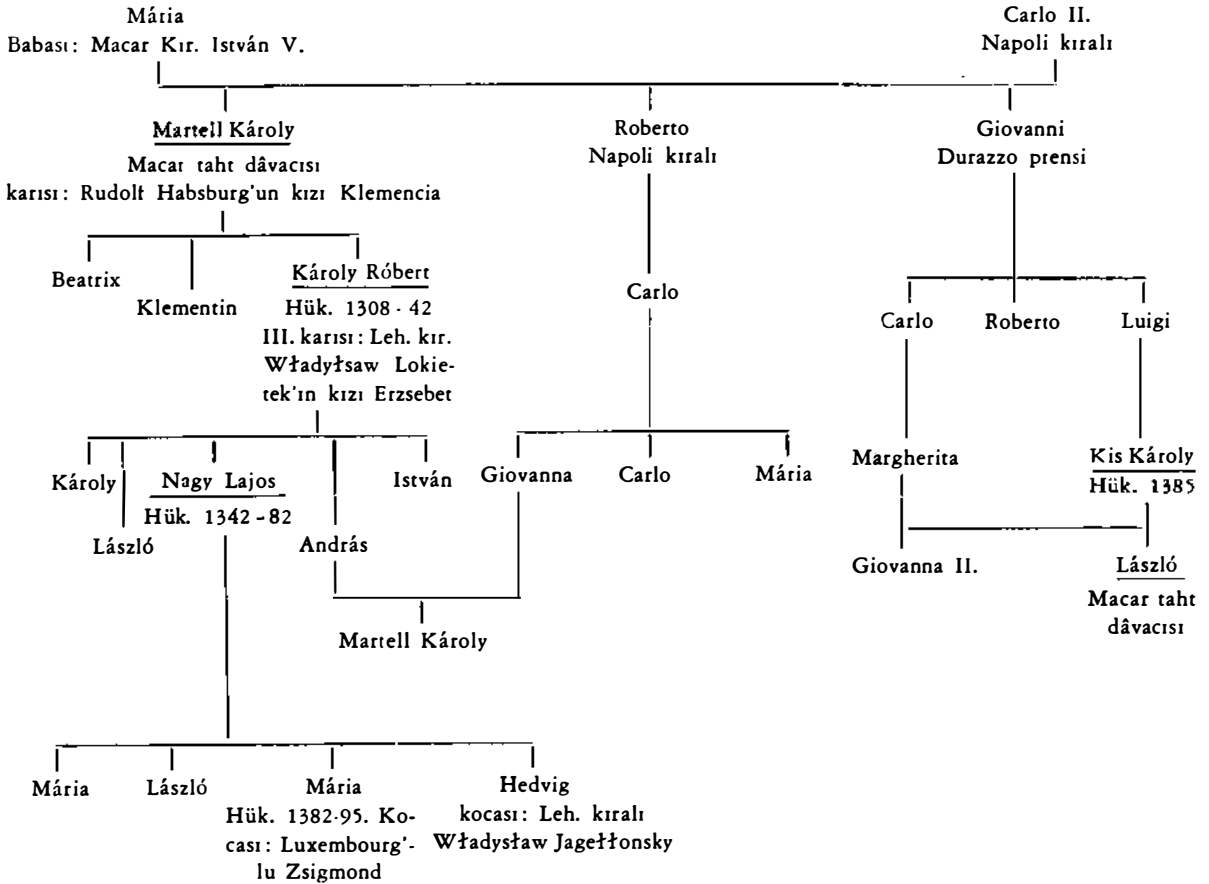 Mária
Babası: Macar Kır. István V.
Carlo II.
Napoli kıralı
Martell Károly
Macar taht dâvacısı
karısı: Rudolt Habsburg'un kızı Klemencia
Roberto
Napoli kıralı
Giovanni
Durazzo prensi
Beatrix
Klementin
Károly Róbert
Hük. 1308 - 42
III. karısı: Leh. kır.
Władyłsaw Lokie-
tek'ın kızı Erzsebet
Carlo
Carlo
Roberto
Luigi
Károly
László
Nagy Lajos
Hük. 1342 - 82
András
István
Giovanna
Carlo
Mária
Margherita
Kis Károly
Hük. 1385
Martell Károly
Giovanna II.
László
Macar taht
dâvacısı
Mária
László
Mária
Hük. 1382-95. Ko-
cası: Luxembourg'-
lu Zsigmond
Hedvig
kocası: Leh. kıralı
Władysław Jagełłonsky